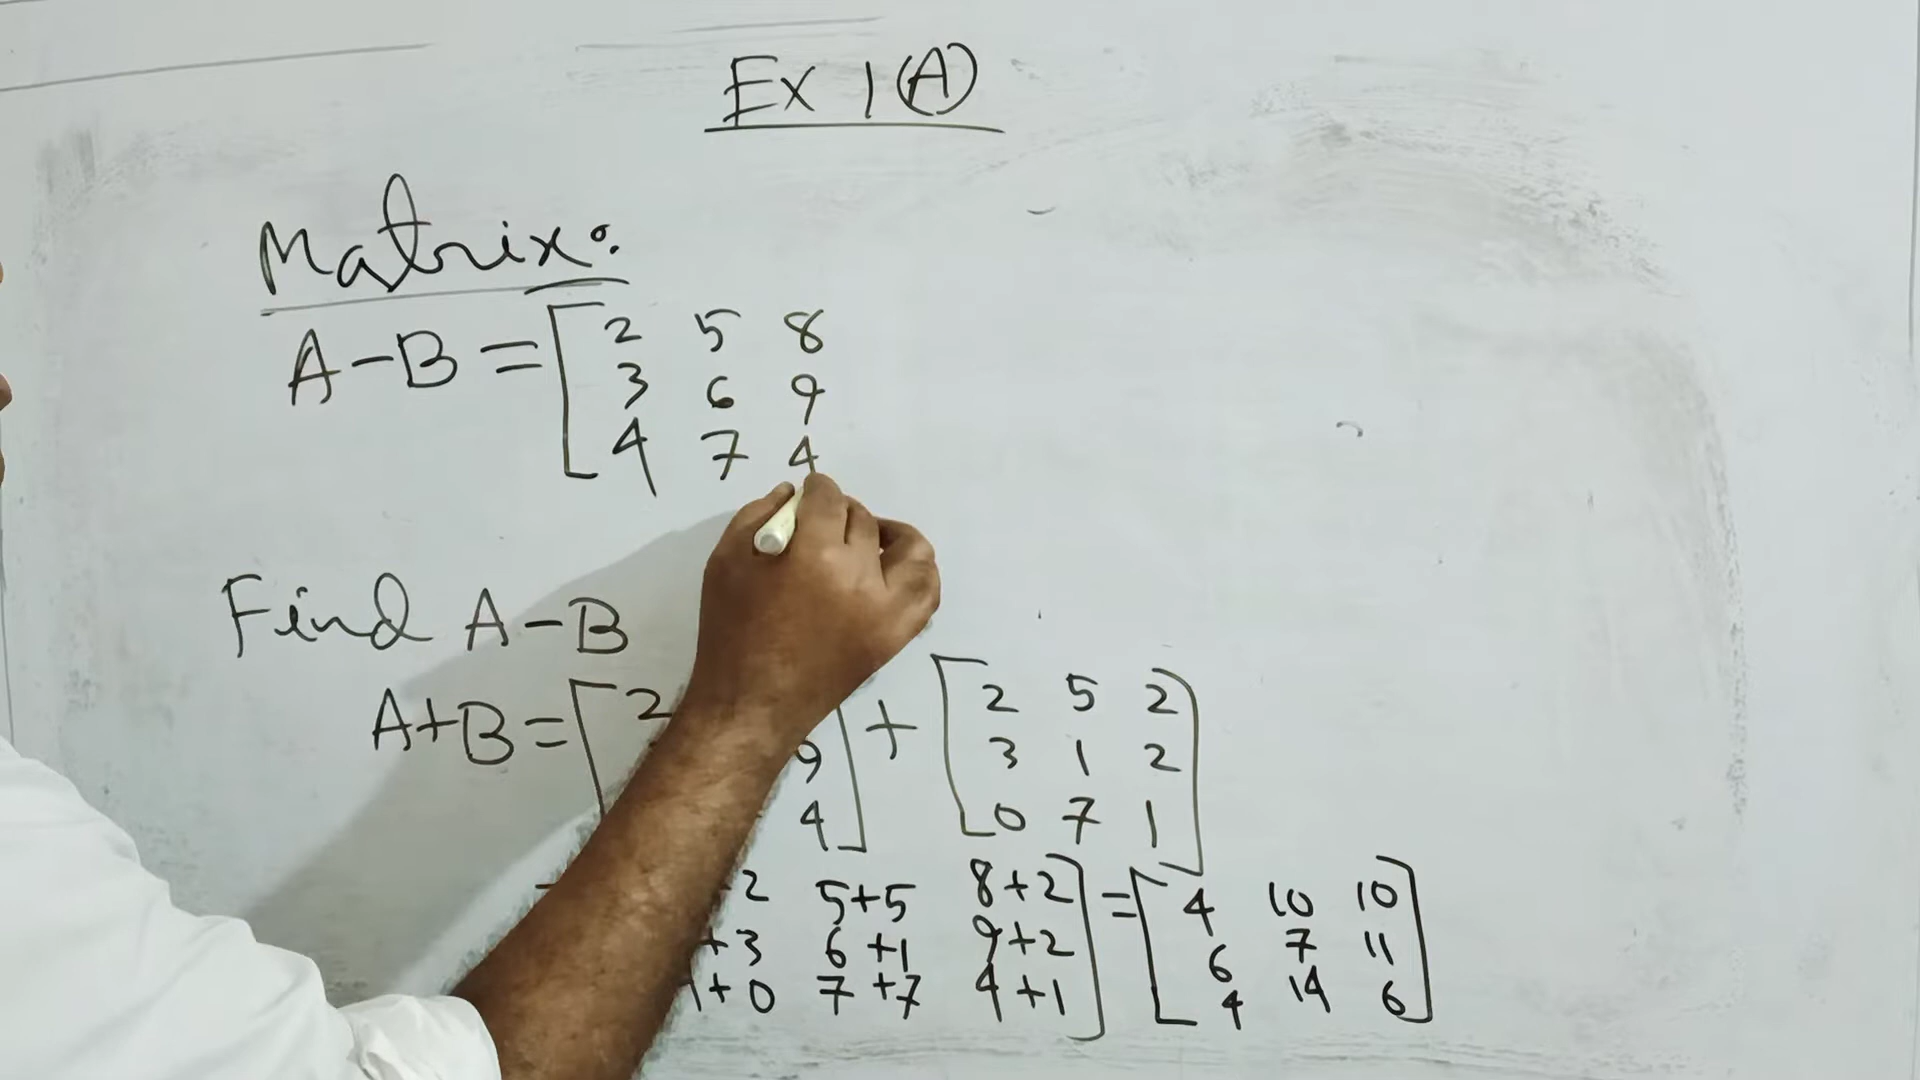 Ex 1(A)
Matrix:
A-B = [2 5 8
3 6 9
4 7 4
Find A-B
A+B = [2 9 4] + [2 5 2
3 1 2
0 7 1]
2 5+5 8+2] = [4 10 10
+3 6+1 9+2 6 7 11
+0 7+7 4+1 4 14 6]